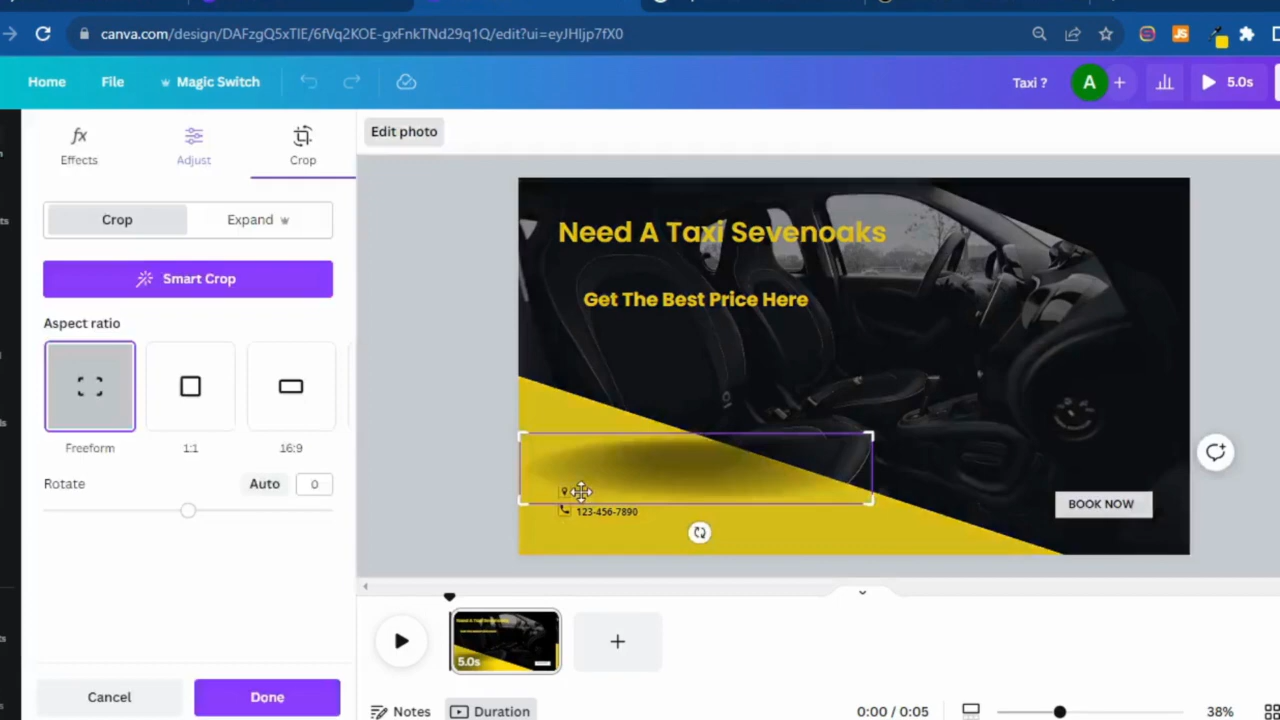 canva.com/design/DAFzgQ5xTlE/6fVq2KOE-gxFnkTNd29q1Q/edit?ui=eyJHIjp7fX0
JS
Home
File
Magic Switch
Taxi ?
A
5.0s
Effects
Adjust
Crop
Edit photo
Crop
Expand
Smart Crop
Aspect ratio
Freeform
1:1
16:9
Rotate
Auto
0
Cancel
Done
Need A Taxi Sevenoaks
Get The Best Price Here
123-456-7890
BOOK NOW
5.0s
Notes
Duration
0:00 / 0:05
38%